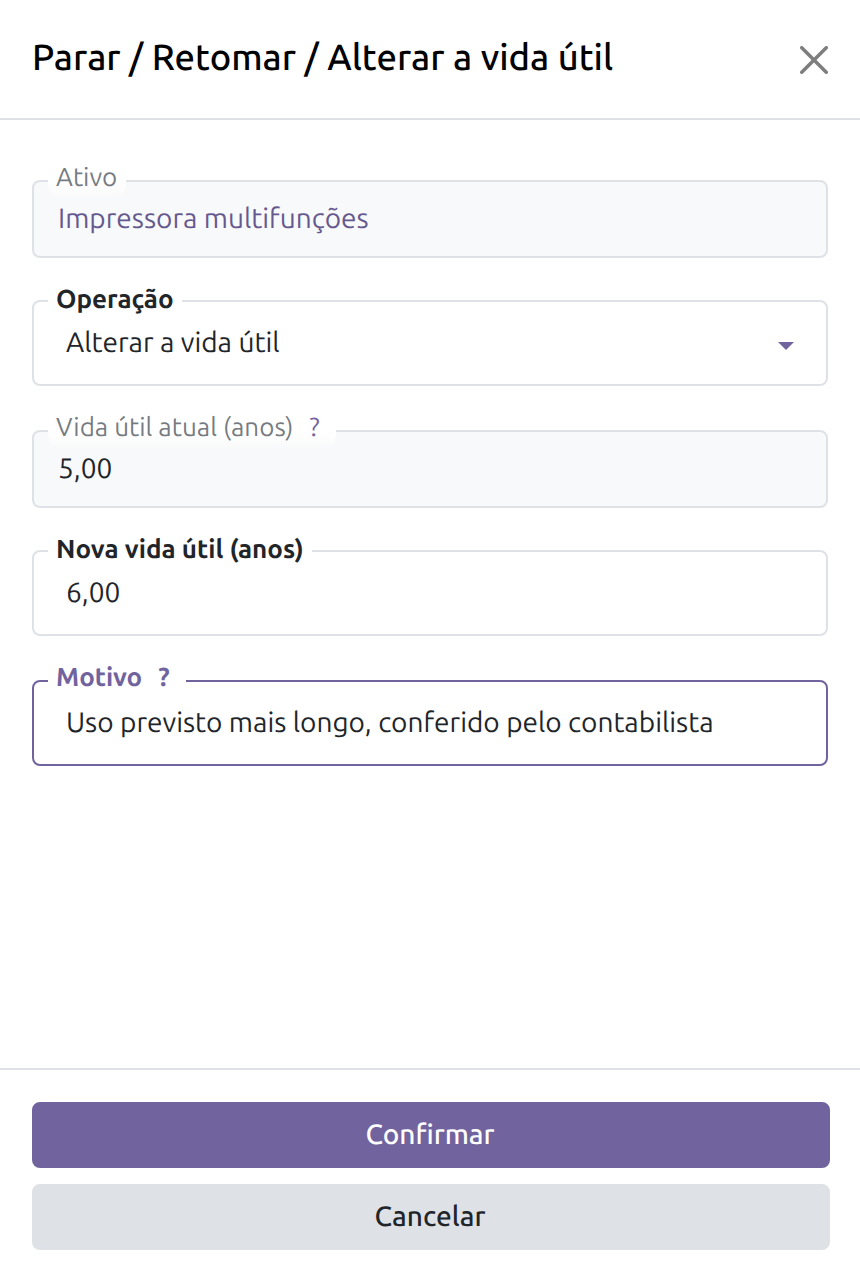 Parar / Retomar / Alterar a vida útil
Ativo
Impressora multifunções
Operação
Alterar a vida útil
Vida útil atual (anos) ?
5,00
Nova vida útil (anos)
6,00
Motivo ?
Uso previsto mais longo, conferido pelo contabilista
Confirmar
Cancelar